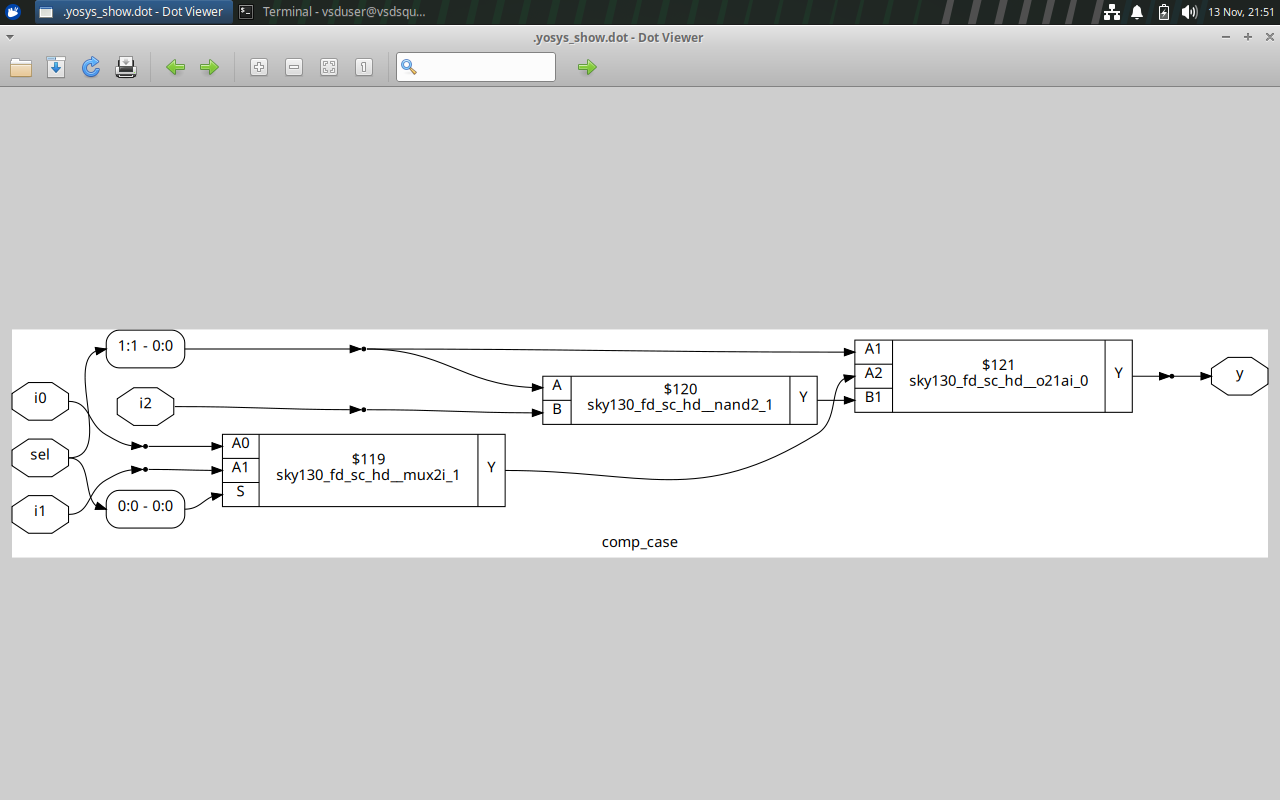 .yosys_show.dot - Dot Viewer
Terminal - vsduser@vsdsqu...
13 Nov, 21:51
.yosys_show.dot - Dot Viewer
1
1:1 - 0:0
i0
i2
sel
i1
0:0 - 0:0
A0
A1
S
$119
sky130_fd_sc_hd__mux2i_1
Y
A
B
$120
sky130_fd_sc_hd__nand2_1
Y
A1
A2
B1
$121
sky130_fd_sc_hd__o21ai_0
Y
y
comp_case